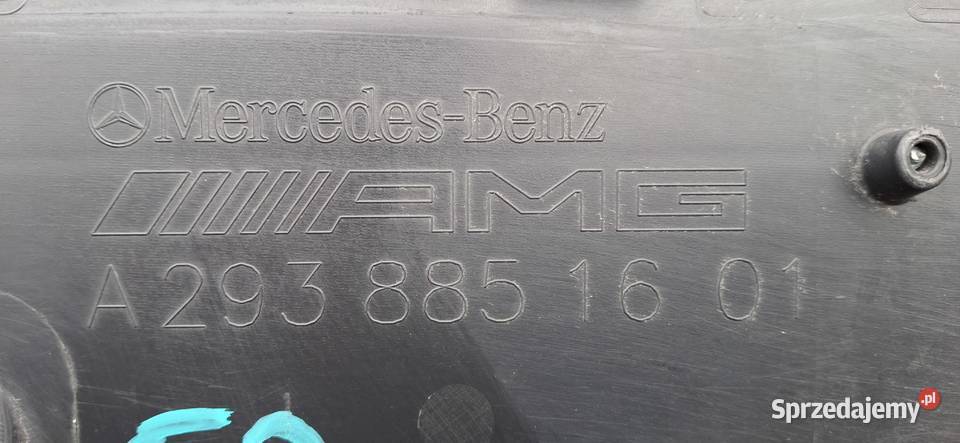 Mercedes-Benz
AMG
A 293 885 16 01
Sprzedajemy.pl